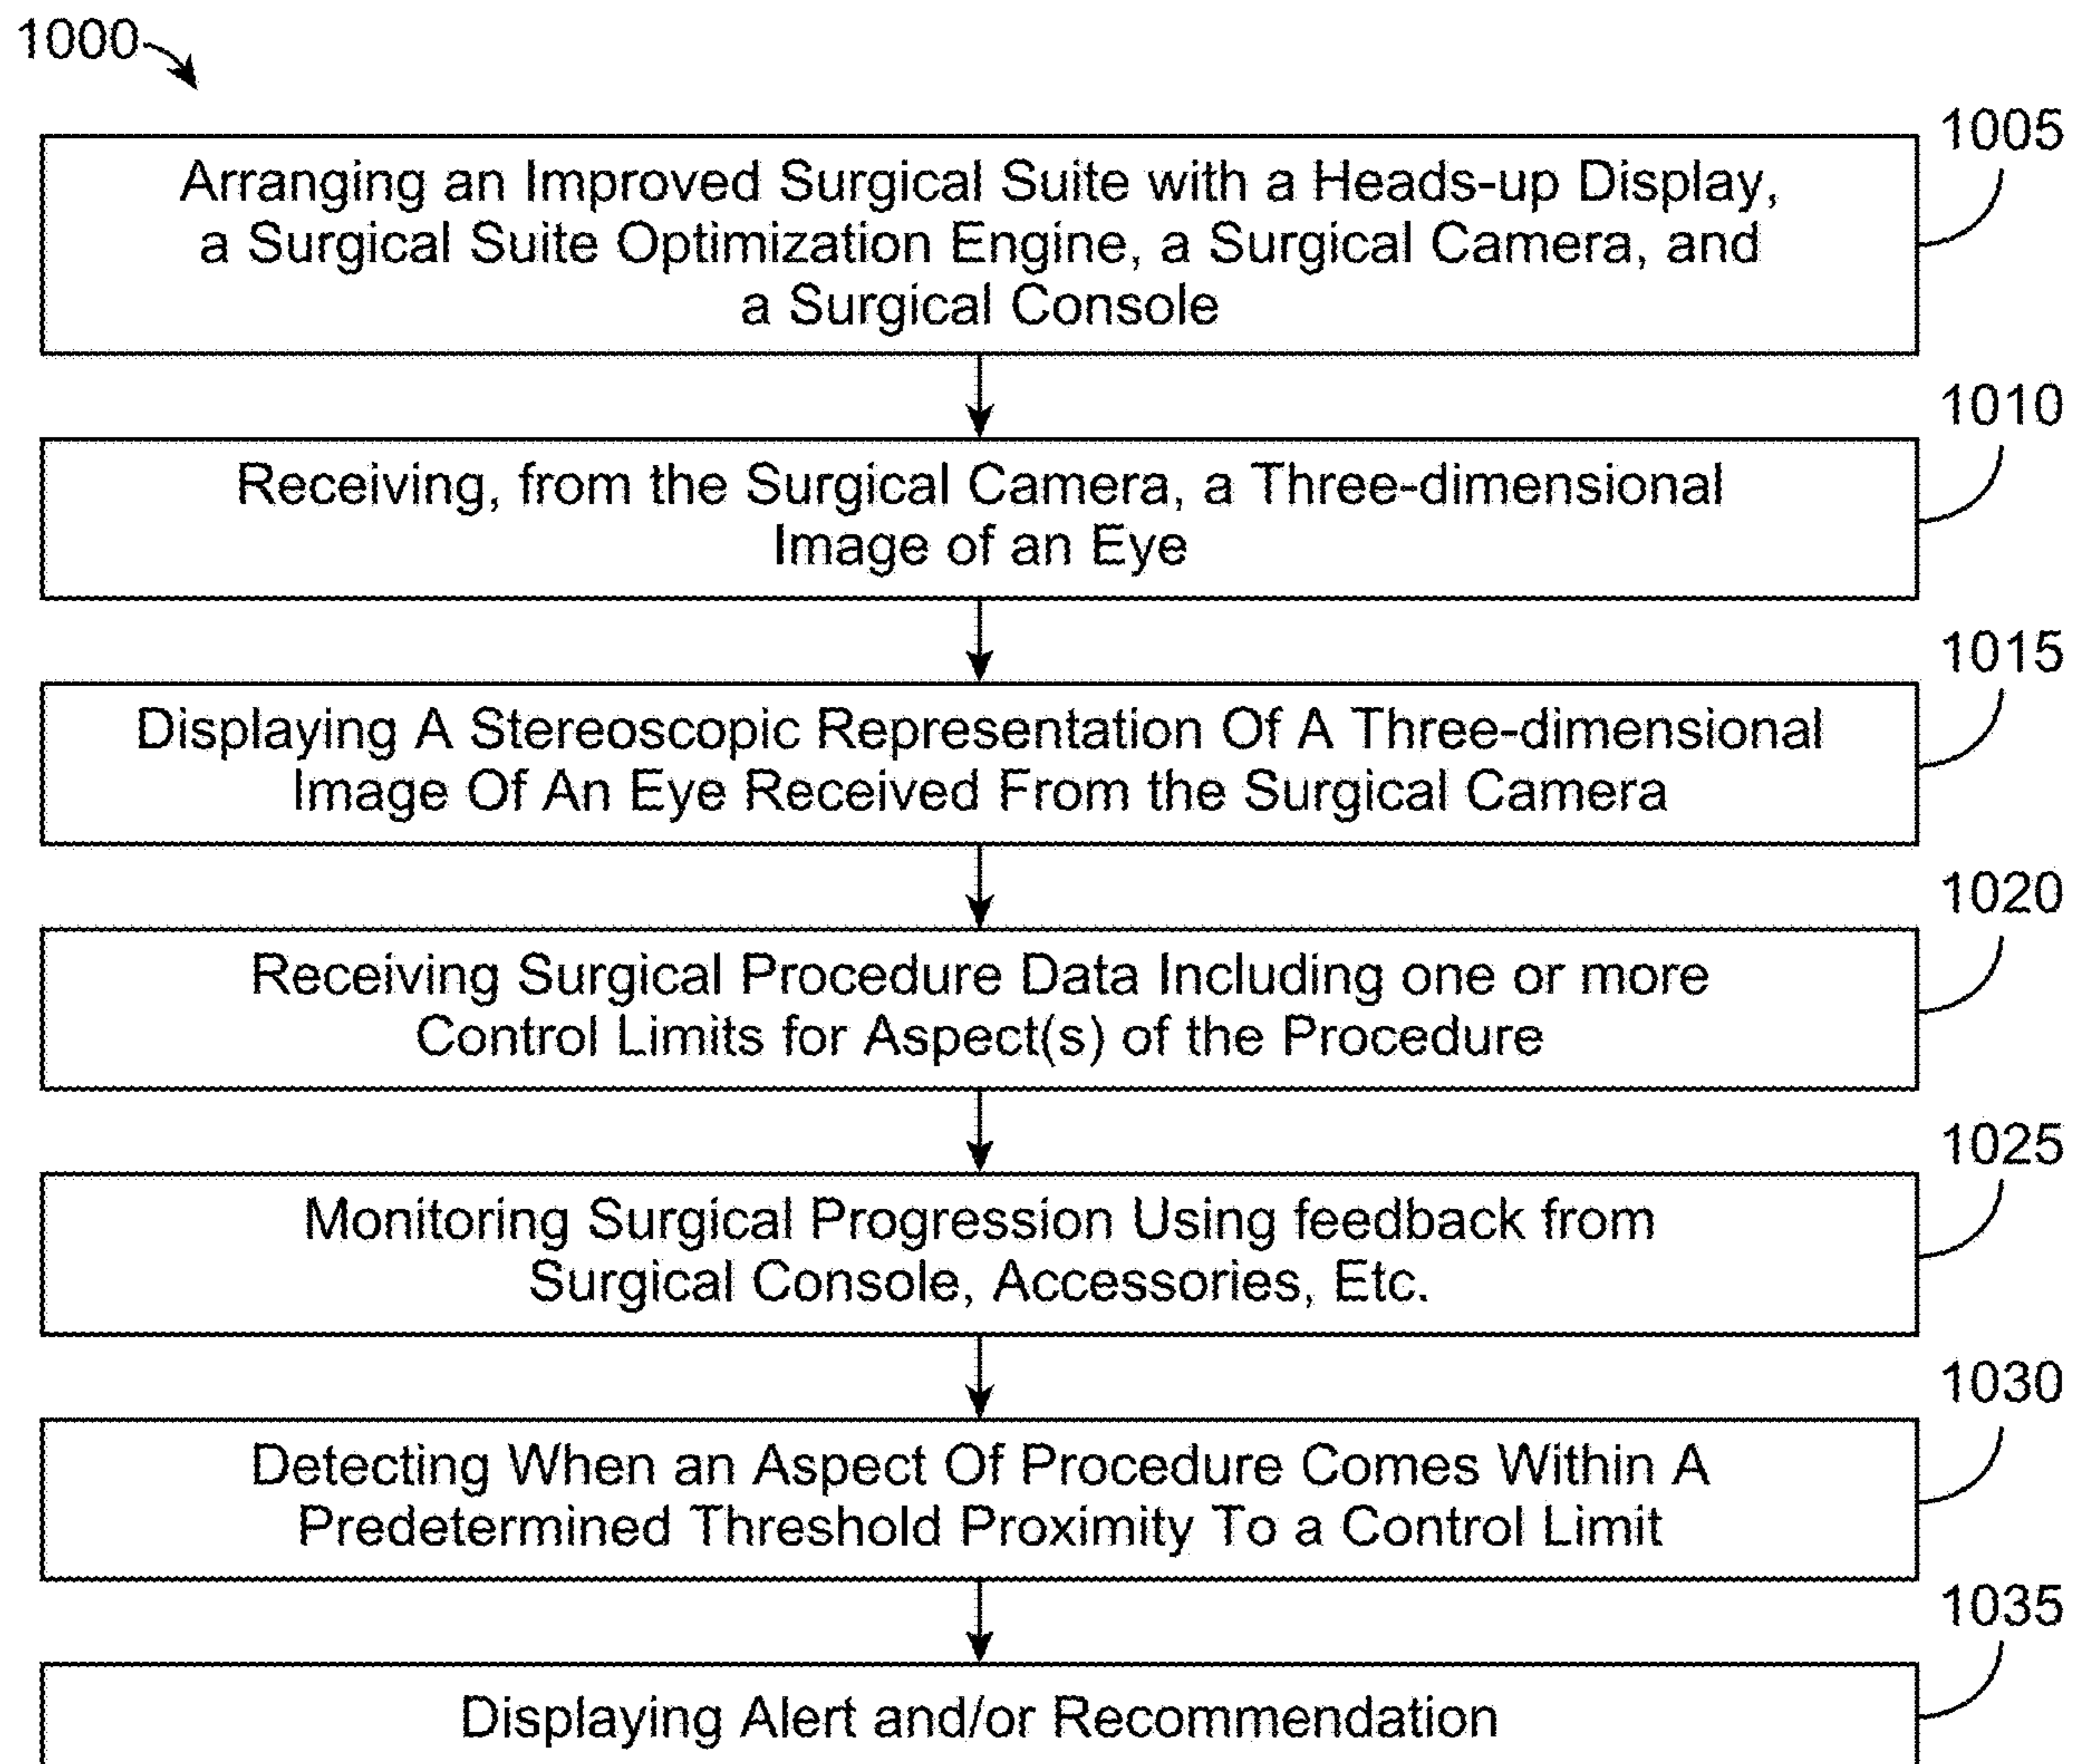 1000
1005
Arranging an Improved Surgical Suite with a Heads-up Display,
a Surgical Suite Optimization Engine, a Surgical Camera, and
a Surgical Console
1010
Receiving, from the Surgical Camera, a Three-dimensional
Image of an Eye
1015
Displaying A Stereoscopic Representation Of A Three-dimensional
Image Of An Eye Received From the Surgical Camera
1020
Receiving Surgical Procedure Data Including one or more
Control Limits for Aspect(s) of the Procedure
1025
Monitoring Surgical Progression Using feedback from
Surgical Console, Accessories, Etc.
1030
Detecting When an Aspect Of Procedure Comes Within A
Predetermined Threshold Proximity To a Control Limit
1035
Displaying Alert and/or Recommendation